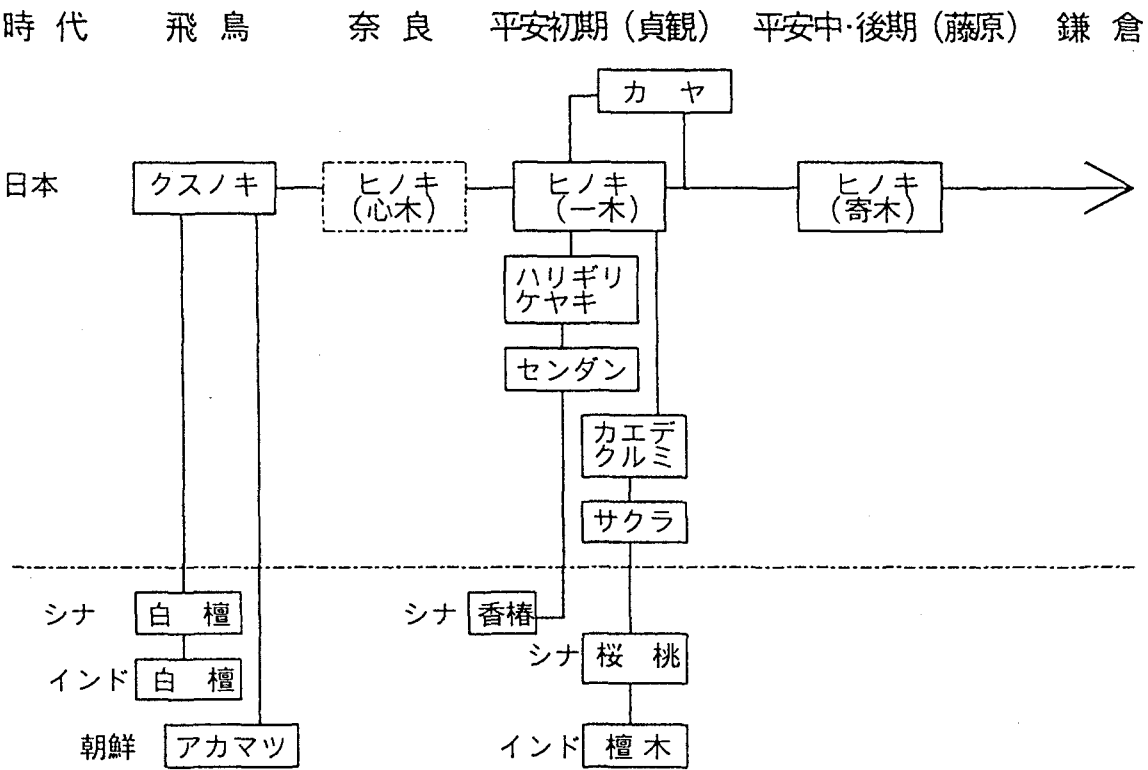 時代 飛鳥 奈良 平安初期(貞観) 平安中・後期(藤原) 鎌倉
カヤ
日本
クスノキ
ヒノキ
(心木)
ヒノキ
(一木)
ヒノキ
(寄木)
ハリギリ
ケヤキ
センダン
カエデ
クルミ
サクラ
シナ 白檀
シナ 香椿
シナ 桜桃
インド 白檀
朝鮮 アカマツ
インド 檀木